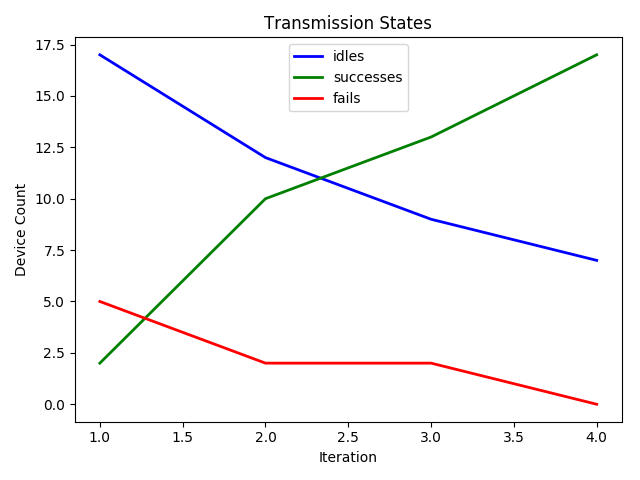 Transmission States
17.5
15.0
12.5
10.0
7.5
5.0
2.5
0.0
Device Count
idles
successes
fails
1.0 1.5 2.0 2.5 3.0 3.5 4.0
Iteration